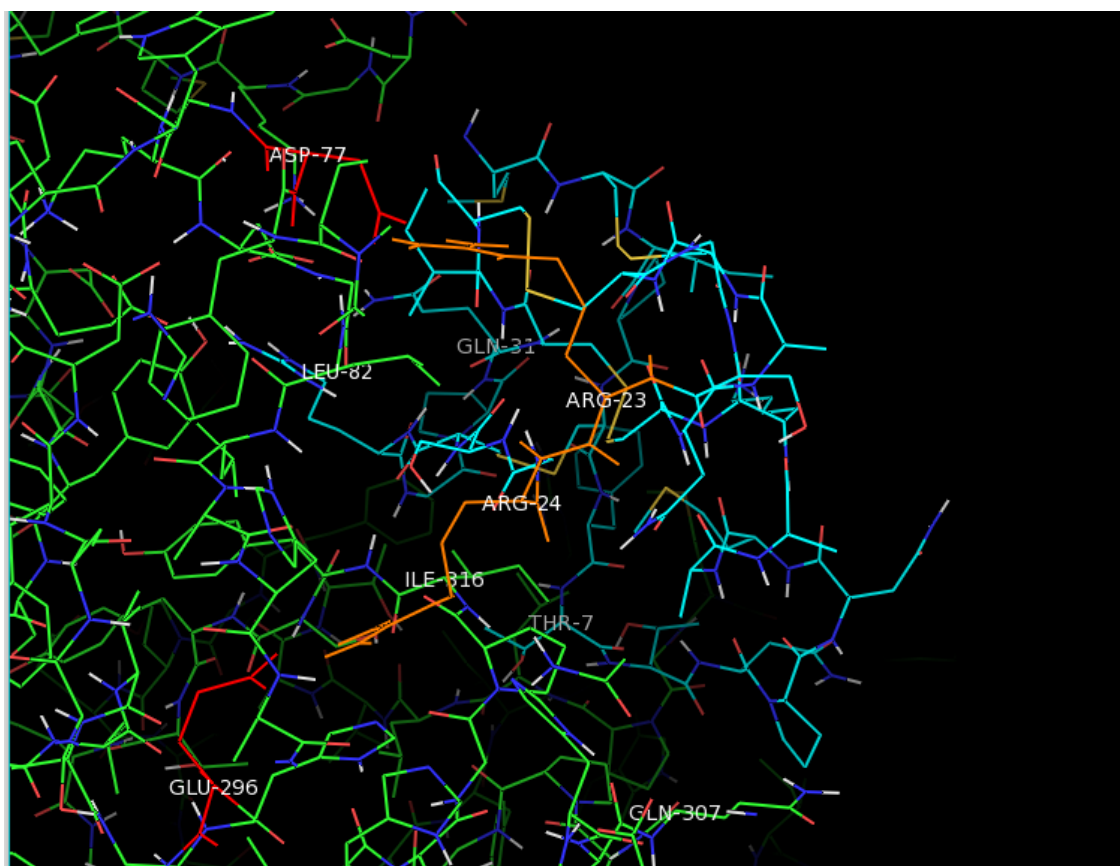 ASP-77
GLN-31
LEU-82
ARG-23
ARG-24
ILE-316
THR-7
GLU-296
GLN-307